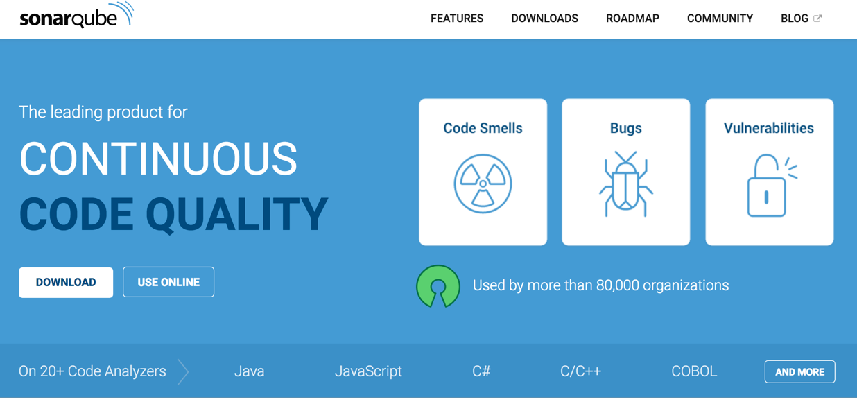 sonarqube
FEATURES
DOWNLOADS
ROADMAP
COMMUNITY
BLOG
The leading product for
CONTINUOUS
CODE QUALITY
DOWNLOAD
USE ONLINE
Code Smells
Bugs
Vulnerabilities
Used by more than 80,000 organizations
On 20+ Code Analyzers
Java
JavaScript
C#
C/C++
COBOL
AND MORE